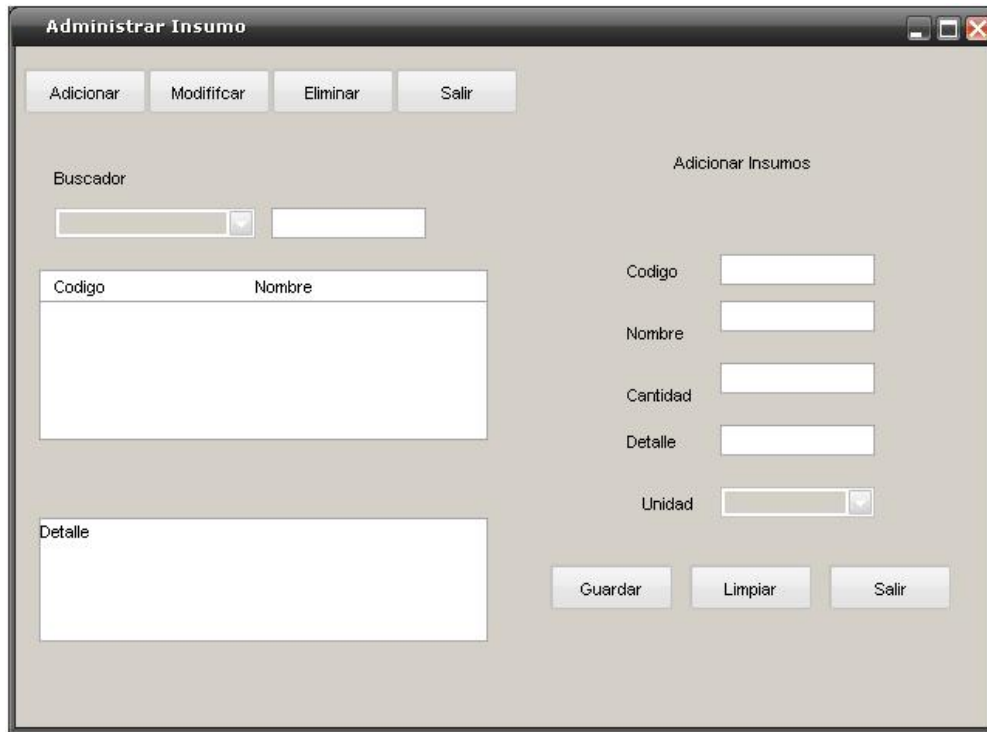 Administrar Insumo
Adicionar Modififcar Eliminar Salir
Buscador
Codigo Nombre
Detalle
Adicionar Insumos
Codigo
Nombre
Cantidad
Detalle
Unidad
Guardar Limpiar Salir